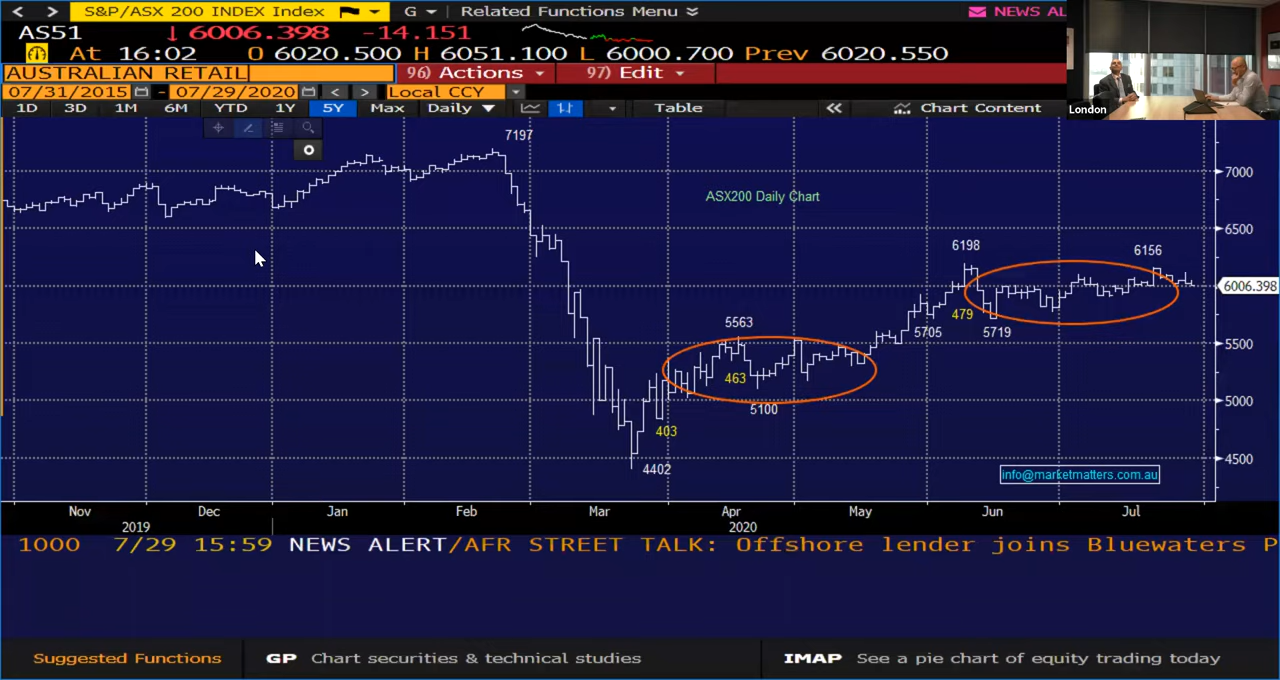 < > S&P/ASX 200 INDEX Index G Related Functions Menu NEWS AL
AS51 ↓ 6006.398 -14.151
At 16:02 O 6020.500 H 6051.100 L 6000.700 Prev 6020.550
AUSTRALIAN RETAIL 96) Actions 97) Edit
07/31/2015 - 07/29/2020 < > Local CCY
London
1D 3D 1M 6M YTD 1Y 5Y Max Daily ▼ Table « Chart Content
7197
7000
ASX200 Daily Chart
6500
6198
6156
6006.398
479
5563
5705
5719
5500
463
5100
5000
403
4402
4500
info@marketmatters.com.au
Nov Dec Jan Feb Mar Apr May Jun Jul
2019 2020
1000 7/29 15:59 NEWS ALERT/AFR STREET TALK: Offshore lender joins Bluewaters P
Suggested Functions GP Chart securities & technical studies IMAP See a pie chart of equity trading today